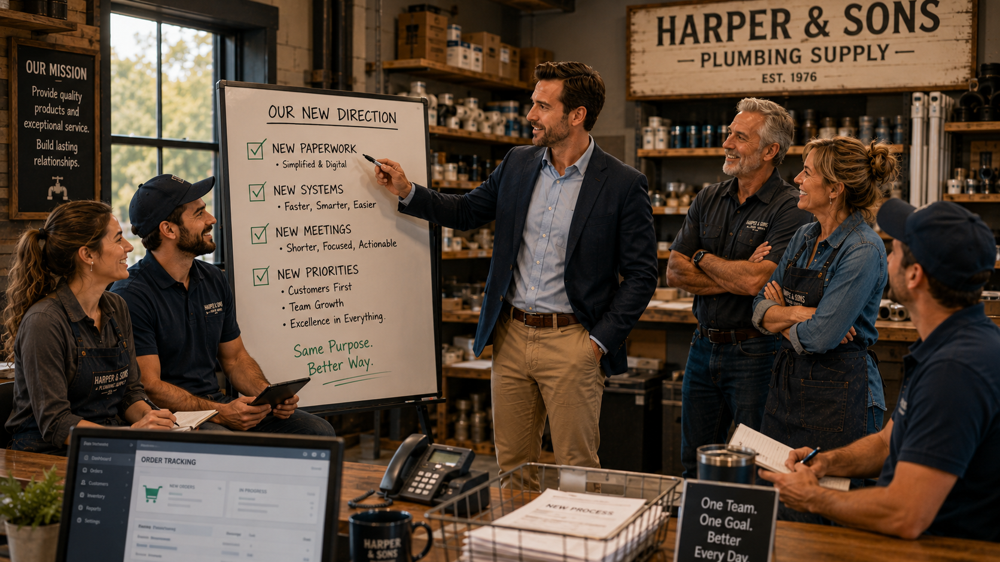 HARPER & SONS
— PLUMBING SUPPLY —
EST. 1976
OUR MISSION
Provide quality
products and
exceptional service.
Build lasting
relationships.
OUR NEW DIRECTION
NEW PAPERWORK
• Simplified & Digital
NEW SYSTEMS
• Faster, Smarter, Easier
NEW MEETINGS
• Shorter, Focused, Actionable
NEW PRIORITIES
• Customers First
• Team Growth
• Excellence in Everything.
Same Purpose.
Better Way.
HARPER & SONS
HARPER & SONS
& PLUMBING SUPPLY
HARPER & SONS
HARPER & SONS
Dashboard
Orders
Customers
Inventory
Reports
Settings
ORDER TRACKING
NEW ORDERS
IN PROGRESS
HARPER
& SONS
NEW PROCESS
One Team.
One Goal.
Better
Every Day.